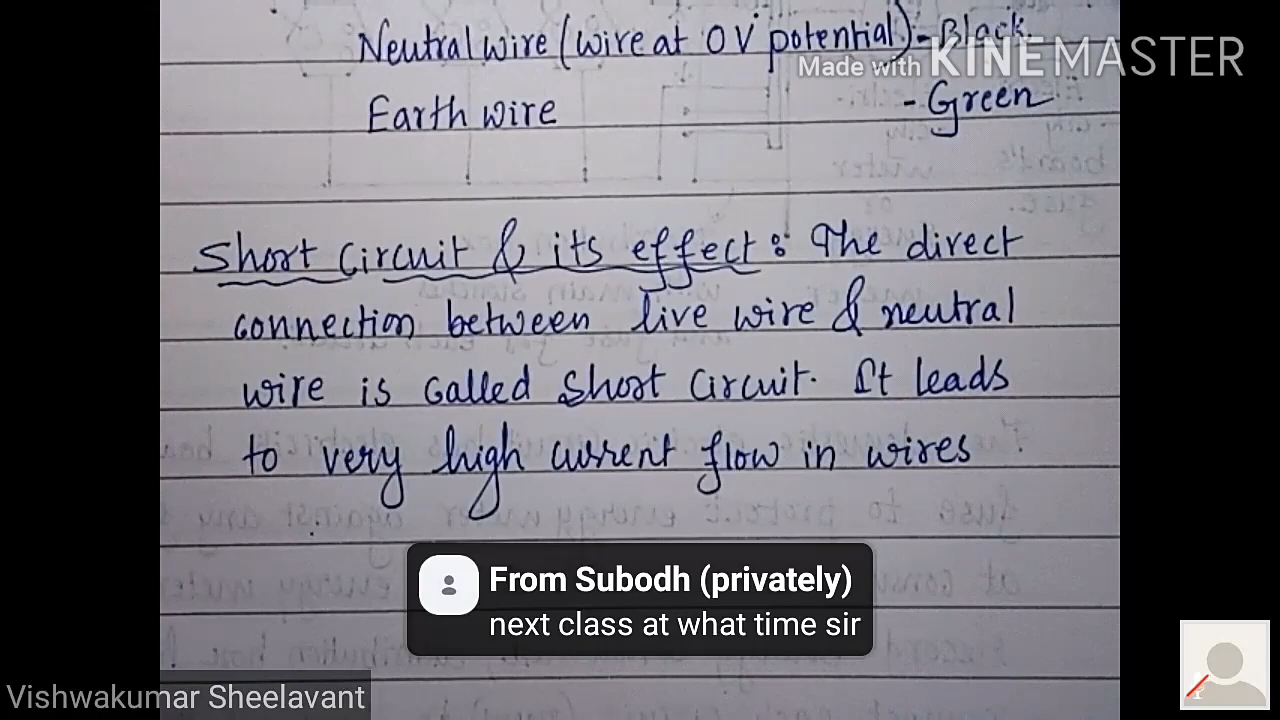 Neutral wire (wire at 0V potential) - Black
Made with KINEMASTER
Earth wire - Green
Short Circuit & its effect : The direct
connection between live wire & neutral
wire is called Short Circuit. It leads
to very high current flow in wires
From Subodh (privately)
next class at what time sir
Vishwakumar Sheelavant